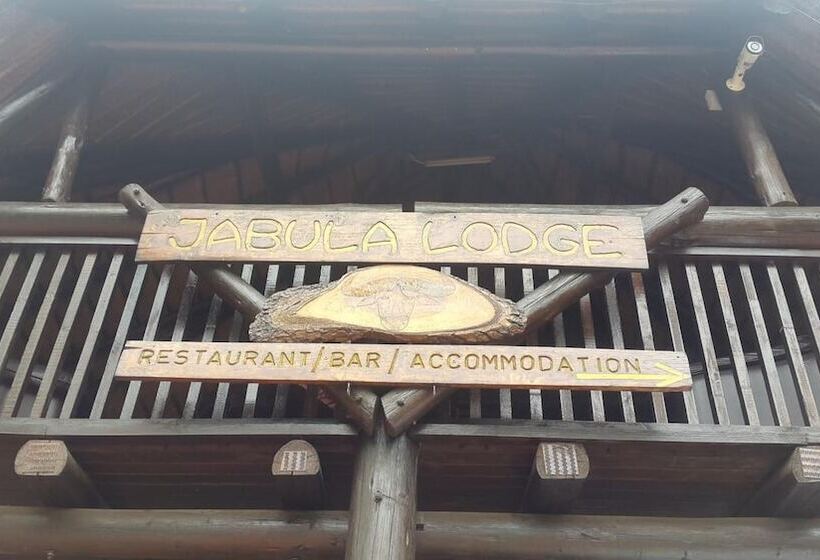 JABULA LODGE
RESTAURANT/BAR/ACCOMMODATION